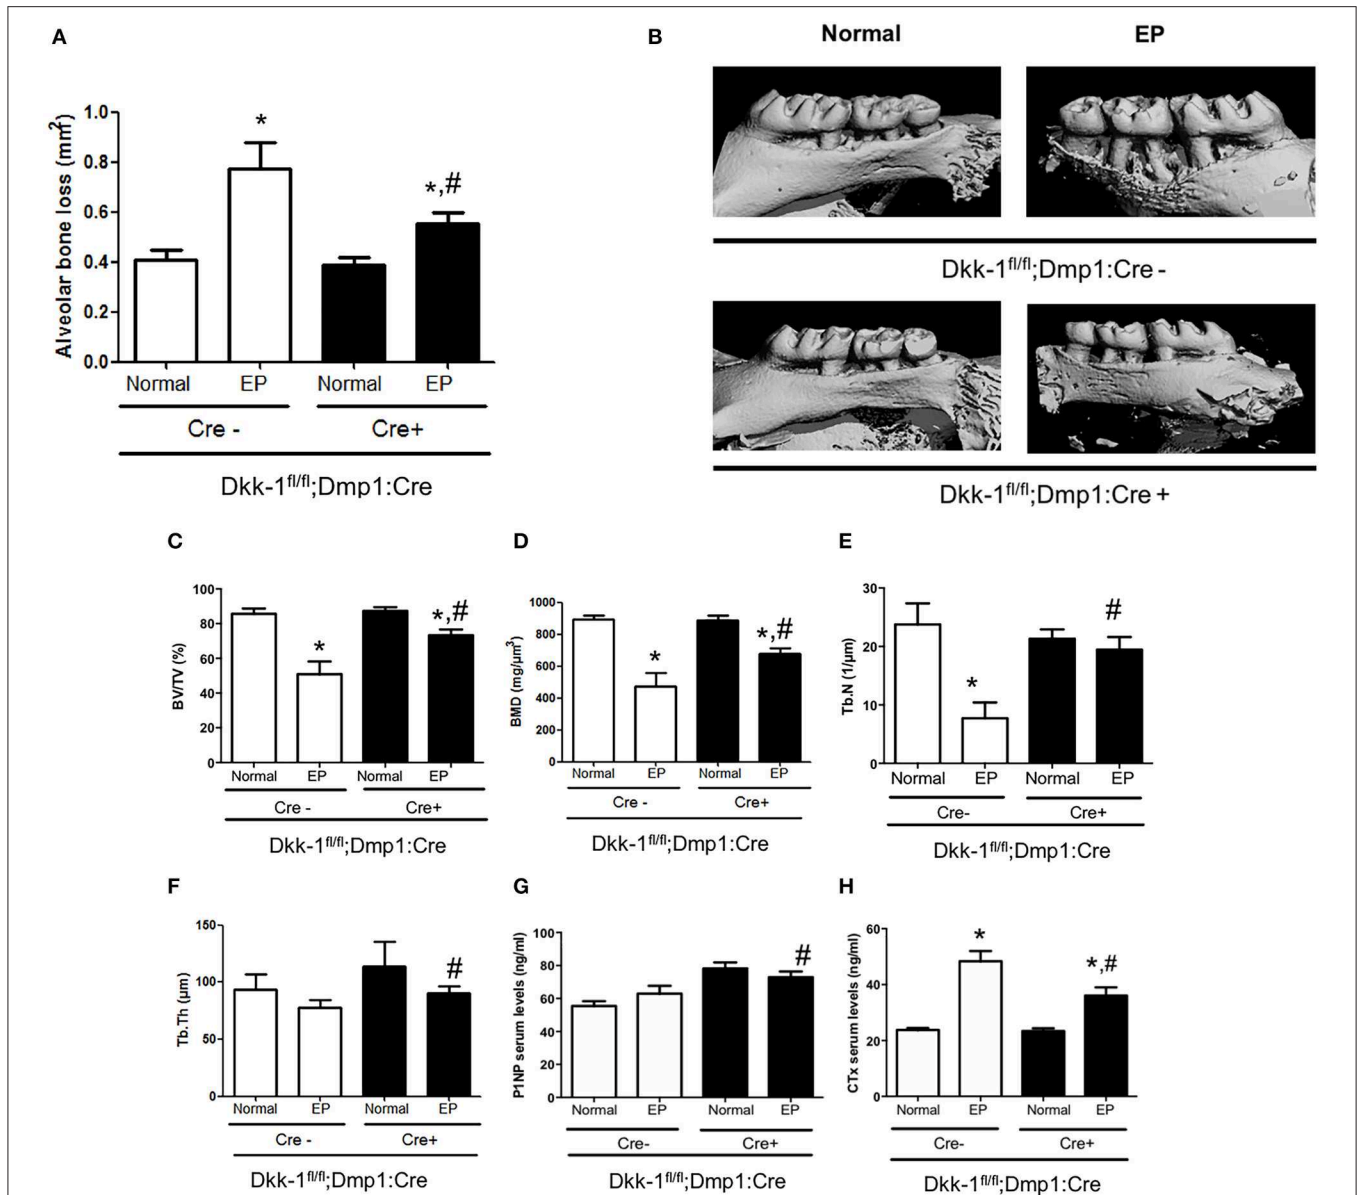 A
Alveolar bone loss (mm²)
1.0
0.8
0.6
0.4
0.2
0.0
*
*,#
Normal EP Normal EP
Cre - Cre+
Dkk-1fl/fl;Dmp1:Cre
B
Normal EP
Dkk-1fl/fl;Dmp1:Cre -
Dkk-1fl/fl;Dmp1:Cre +
C
BV/TV (%)
100
80
60
40
20
0
*
*,#
Normal EP Normal EP
Cre - Cre+
Dkk-1fl/fl;Dmp1:Cre
D
BMD (mg/µm³)
1000
800
600
400
200
0
*
*,#
Normal EP Normal EP
Cre - Cre+
Dkk-1fl/fl;Dmp1:Cre
E
Tb.N (1/µm)
30
20
10
0
*
#
Normal EP Normal EP
Cre- Cre+
Dkk-1fl/fl;Dmp1:Cre
F
Tb.Th (µm)
150
100
50
0
#
Normal EP Normal EP
Cre - Cre+
Dkk-1fl/fl;Dmp1:Cre
G
P1NP serum levels (ng/ml)
100
80
60
40
20
0
#
Normal EP Normal EP
Cre- Cre+
Dkk-1fl/fl;Dmp1:Cre
H
CTx serum levels (ng/ml)
60
40
20
0
*
*,#
Normal EP Normal EP
Cre- Cre+
Dkk-1fl/fl;Dmp1:Cre